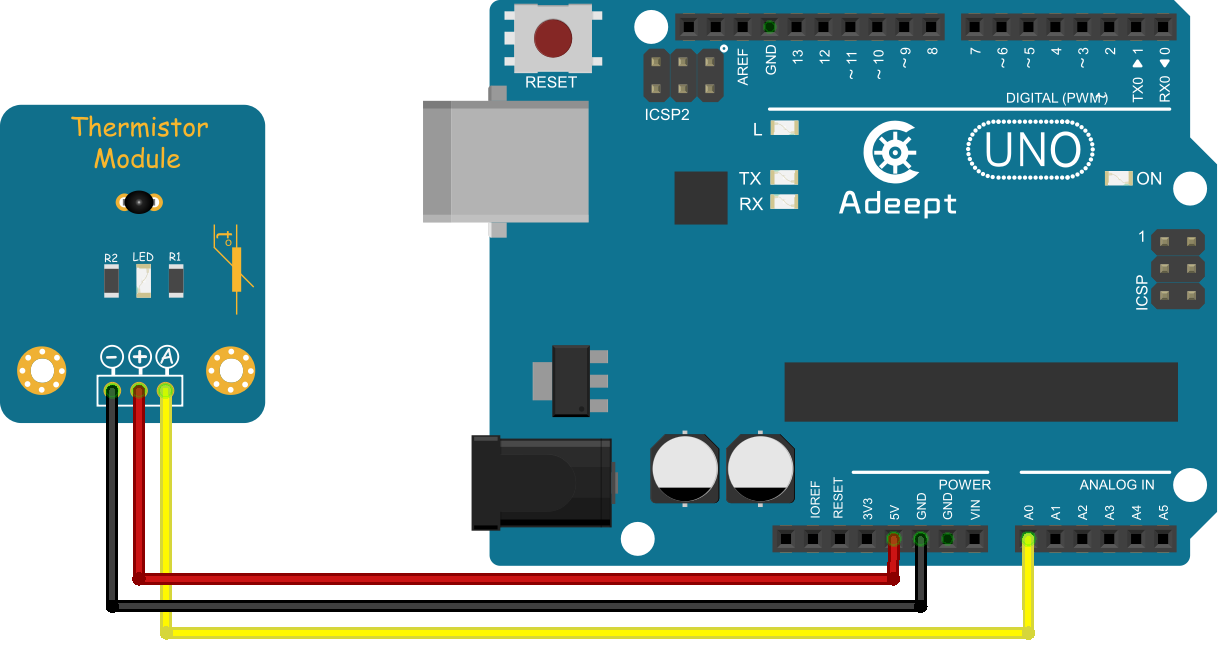 Thermistor
Module
R2 LED R1
t°
− + A
RESET
ICSP2
AREF
GND
13
12
~11
~10
~9
8
7
~6
~5
4
~3
2
TX0 ▶ 1
RX0 ◀ 0
DIGITAL (PWM~)
L
TX
RX
Adeept
UNO
ON
1
ICSP
POWER
ANALOG IN
IOREF
RESET
3V3
5V
GND
GND
VIN
A0
A1
A2
A3
A4
A5